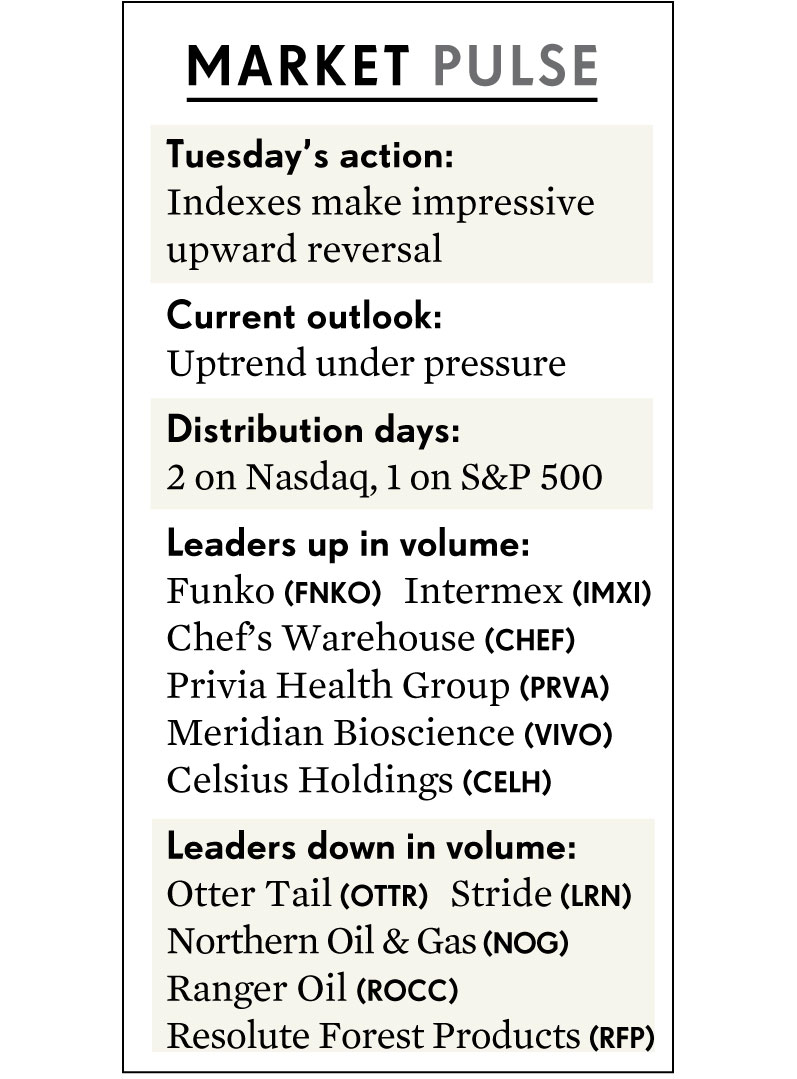 MARKET PULSE
Tuesday's action:
Indexes make impressive
upward reversal
Current outlook:
Uptrend under pressure
Distribution days:
2 on Nasdaq, 1 on S&P 500
Leaders up in volume:
Funko (FNKO) Intermex (IMXI)
Chef's Warehouse (CHEF)
Privia Health Group (PRVA)
Meridian Bioscience (VIVO)
Celsius Holdings (CELH)
Leaders down in volume:
Otter Tail (OTTR) Stride (LRN)
Northern Oil & Gas (NOG)
Ranger Oil (ROCC)
Resolute Forest Products (RFP)